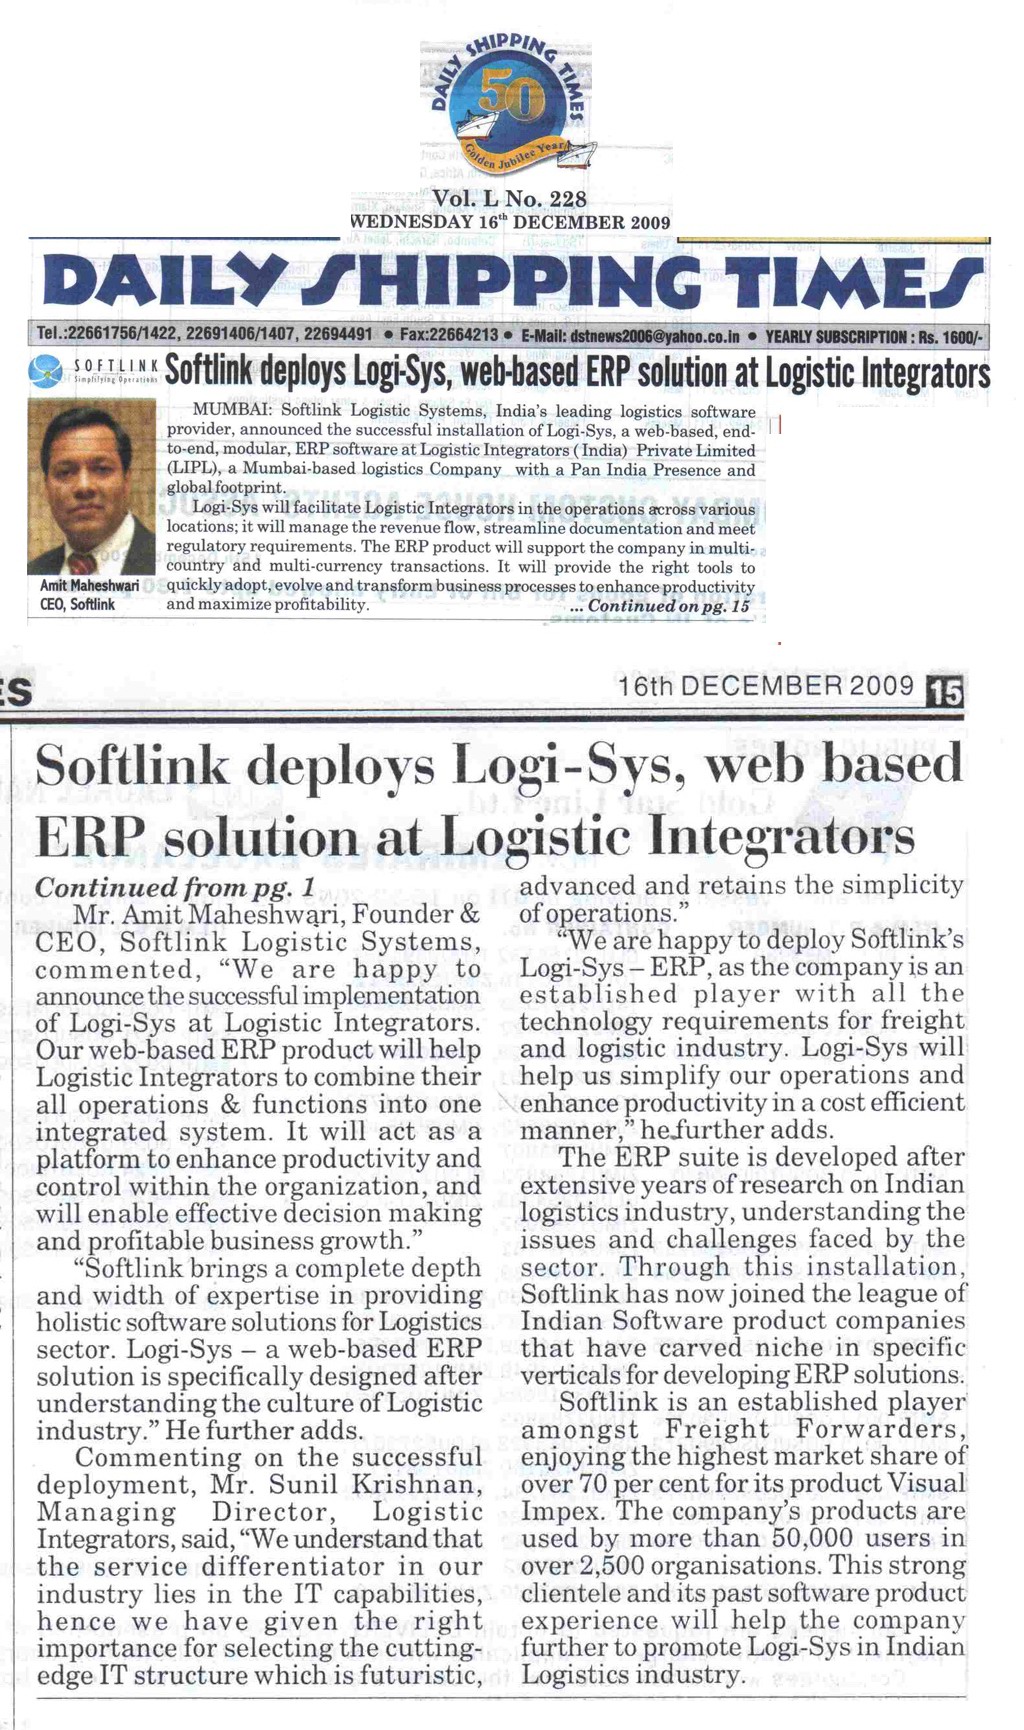 DAILY SHIPPING TIMES
50
Golden Jubilee Year
Vol. L No. 228
WEDNESDAY 16th DECEMBER 2009
DAILY SHIPPING TIMES
Tel.:22661756/1422, 22691406/1407, 22694491 • Fax:22664213 • E-Mail: dstnews2006@yahoo.co.in • YEARLY SUBSCRIPTION : Rs. 1600/-
SOFTLINK
Simplifying Operations
Softlink deploys Logi-Sys, web-based ERP solution at Logistic Integrators
MUMBAI: Softlink Logistic Systems, India's leading logistics software
provider, announced the successful installation of Logi-Sys, a web-based, end-
to-end, modular, ERP software at Logistic Integrators ( India) Private Limited
(LIPL), a Mumbai-based logistics Company with a Pan India Presence and
global footprint.
Logi-Sys will facilitate Logistic Integrators in the operations across various
locations; it will manage the revenue flow, streamline documentation and meet
regulatory requirements. The ERP product will support the company in multi-
country and multi-currency transactions. It will provide the right tools to
quickly adopt, evolve and transform business processes to enhance productivity
and maximize profitability. ... Continued on pg. 15
Amit Maheshwari
CEO, Softlink
ES
16th DECEMBER 2009 15
Softlink deploys Logi-Sys, web based
ERP solution at Logistic Integrators
Continued from pg. 1
Mr. Amit Maheshwari, Founder &
CEO, Softlink Logistic Systems,
commented, "We are happy to
announce the successful implementation
of Logi-Sys at Logistic Integrators.
Our web-based ERP product will help
Logistic Integrators to combine their
all operations & functions into one
integrated system. It will act as a
platform to enhance productivity and
control within the organization, and
will enable effective decision making
and profitable business growth."
"Softlink brings a complete depth
and width of expertise in providing
holistic software solutions for Logistics
sector. Logi-Sys – a web-based ERP
solution is specifically designed after
understanding the culture of Logistic
industry." He further adds.
Commenting on the successful
deployment, Mr. Sunil Krishnan,
Managing Director, Logistic
Integrators, said, "We understand that
the service differentiator in our
industry lies in the IT capabilities,
hence we have given the right
importance for selecting the cutting-
edge IT structure which is futuristic,
advanced and retains the simplicity
of operations."
"We are happy to deploy Softlink's
Logi-Sys – ERP, as the company is an
established player with all the
technology requirements for freight
and logistic industry. Logi-Sys will
help us simplify our operations and
enhance productivity in a cost efficient
manner," he further adds.
The ERP suite is developed after
extensive years of research on Indian
logistics industry, understanding the
issues and challenges faced by the
sector. Through this installation,
Softlink has now joined the league of
Indian Software product companies
that have carved niche in specific
verticals for developing ERP solutions.
Softlink is an established player
amongst Freight Forwarders,
enjoying the highest market share of
over 70 per cent for its product Visual
Impex. The company's products are
used by more than 50,000 users in
over 2,500 organisations. This strong
clientele and its past software product
experience will help the company
further to promote Logi-Sys in Indian
Logistics industry.